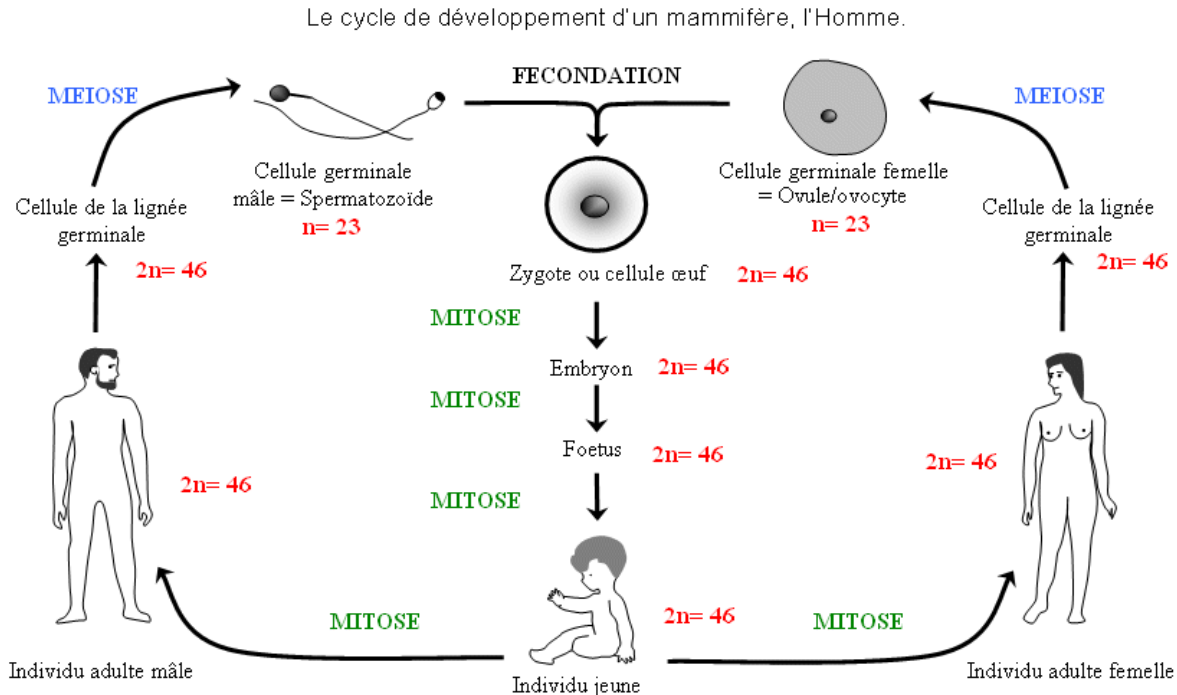 Le cycle de développement d'un mammifère, l'Homme.
MEIOSE
FECONDATION
MEIOSE
Cellule germinale
mâle = Spermatozoïde
n= 23
Cellule germinale femelle
= Ovule/ovocyte
n= 23
Cellule de la lignée
germinale
2n= 46
Cellule de la lignée
germinale
2n= 46
Zygote ou cellule œuf
2n= 46
MITOSE
Embryon
2n= 46
MITOSE
Foetus
2n= 46
MITOSE
2n= 46
2n= 46
2n= 46
MITOSE
MITOSE
Individu adulte mâle
Individu jeune
Individu adulte femelle